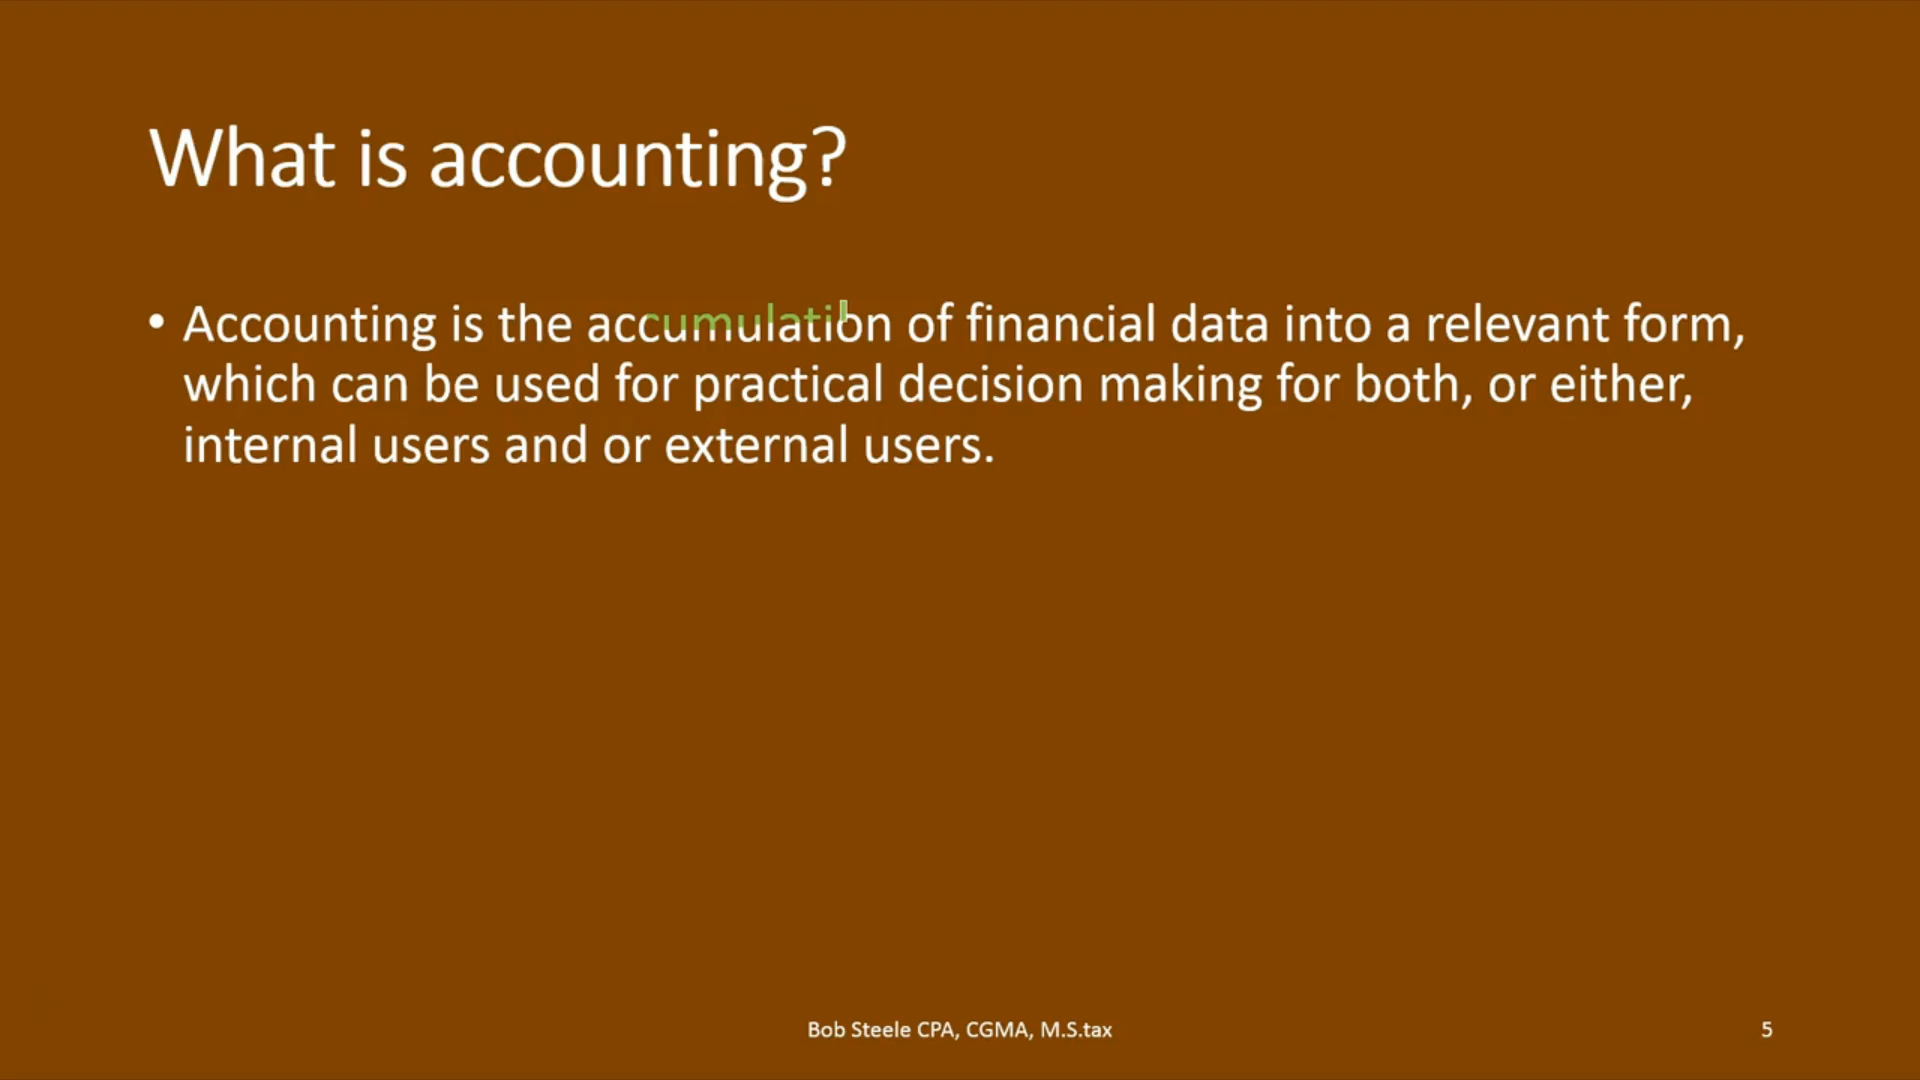 What is accounting?
• Accounting is the accumulation of financial data into a relevant form,
which can be used for practical decision making for both, or either,
internal users and or external users.
Bob Steele CPA, CGMA, M.S.tax
5